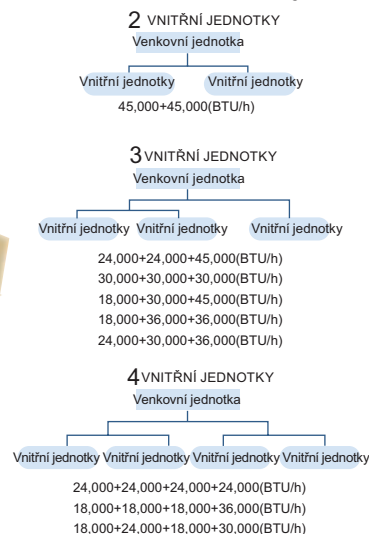 2 VNITŘNÍ JEDNOTKY
Venkovní jednotka
Vnitřní jednotky Vnitřní jednotky
45,000+45,000(BTU/h)
3 VNITŘNÍ JEDNOTKY
Venkovní jednotka
Vnitřní jednotky Vnitřní jednotky Vnitřní jednotky
24,000+24,000+45,000(BTU/h)
30,000+30,000+30,000(BTU/h)
18,000+30,000+45,000(BTU/h)
18,000+36,000+36,000(BTU/h)
24,000+30,000+36,000(BTU/h)
4 VNITŘNÍ JEDNOTKY
Venkovní jednotka
Vnitřní jednotky Vnitřní jednotky Vnitřní jednotky Vnitřní jednotky
24,000+24,000+24,000+24,000(BTU/h)
18,000+18,000+18,000+36,000(BTU/h)
18,000+24,000+18,000+30,000(BTU/h)